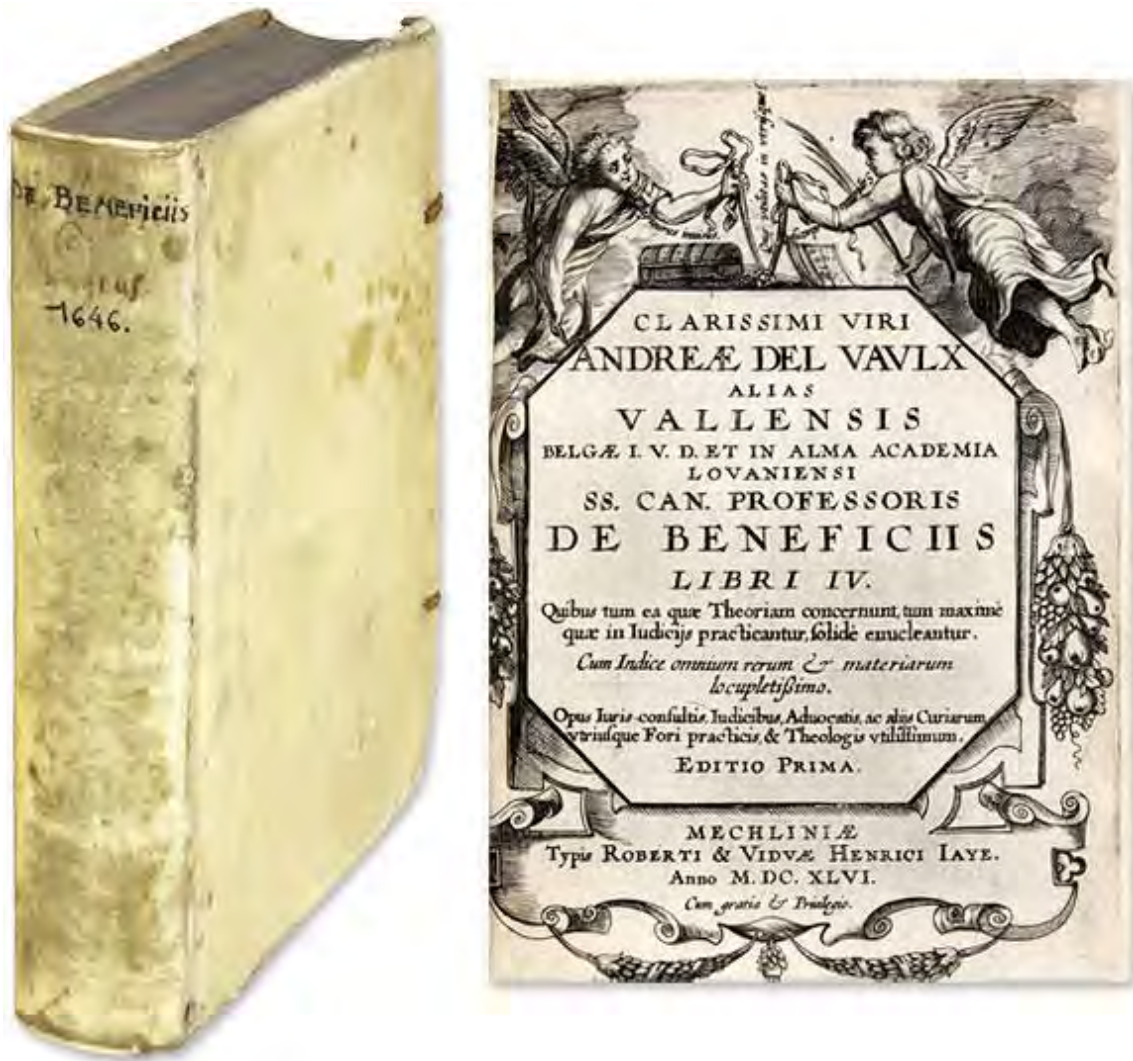 DE BENEFICIIS
1646.
CLARISSIMI VIRI
ANDREÆ DEL VAVLX
ALIAS
VALLENSIS
BELGÆ I. V. D. ET IN ALMA ACADEMIA
LOVANIENSI
SS. CAN. PROFESSORIS
DE BENEFICIIS
LIBRI IV.
Quibus tum ea quæ Theoriam concernunt, tum maximè
quæ in Iudicijs practicantur, solidè enucleantur.
Cum Indice omnium rerum & materiarum
locupletißimo.
Opus Iuris-consultis, Iudicibus, Aduocatis, ac alijs Curiarum
vtriusque Fori practicis, & Theologis vtilissimum.
EDITIO PRIMA.
MECHLINIÆ
Typis ROBERTI & VIDVÆ HENRICI IAYE.
Anno M. DC. XLVI.
Cum gratia & Priuilegio.